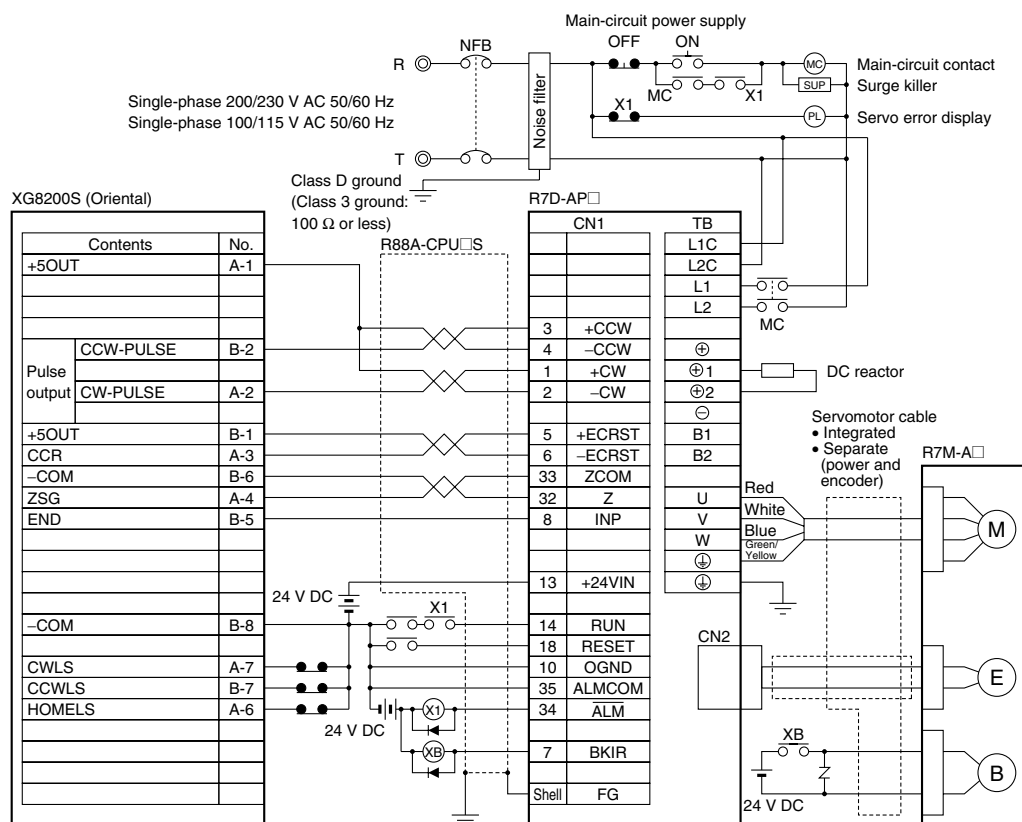 Main-circuit power supply
OFF ON
NFB
R
MC
Main-circuit contact
SUP
Surge killer
MC X1
X1
PL
Servo error display
Noise filter
Single-phase 200/230 V AC 50/60 Hz
Single-phase 100/115 V AC 50/60 Hz
T
Class D ground
(Class 3 ground:
100 Ω or less)
XG8200S (Oriental)
R7D-AP□
R88A-CPU□S
Contents No.
+5OUT A-1
Pulse output
CCW-PULSE B-2
CW-PULSE A-2
+5OUT B-1
CCR A-3
–COM B-6
ZSG A-4
END B-5
–COM B-8
CWLS A-7
CCWLS B-7
HOMELS A-6
24 V DC
X1
24 V DC
X1
XB
CN1
3 +CCW
4 –CCW
1 +CW
2 –CW
5 +ECRST
6 –ECRST
33 ZCOM
32 Z
8 INP
13 +24VIN
14 RUN
18 RESET
10 OGND
35 ALMCOM
34 ALM
7 BKIR
Shell FG
TB
L1C
L2C
L1
L2
MC
⊕
⊕1
⊕2
⊖
B1
B2
U
V
W
DC reactor
Servomotor cable
• Integrated
• Separate
(power and
encoder)
R7M-A□
Red
White
Blue
Green/
Yellow
M
CN2
E
XB
24 V DC
B